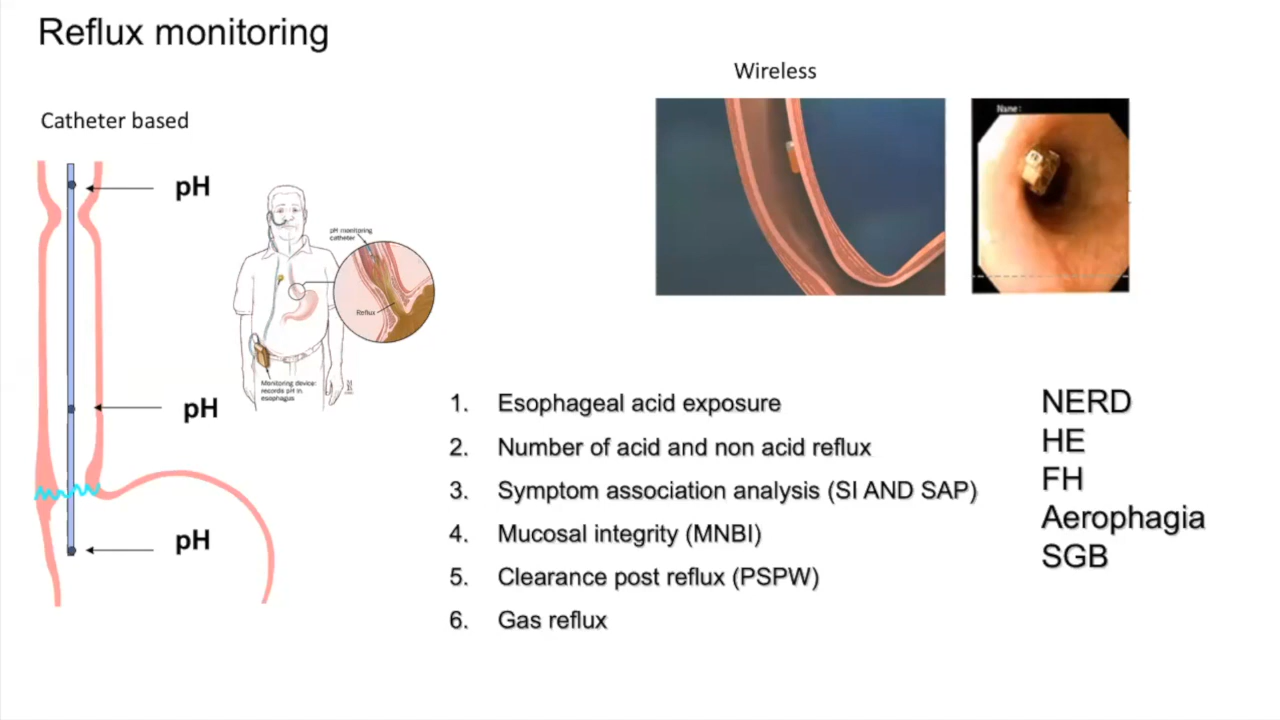 Reflux monitoring
Wireless
Catheter based
Name:
pH
pH monitoring
catheter
Reflux
Monitoring device:
records pH in
esophagus
pH
pH
1. Esophageal acid exposure
2. Number of acid and non acid reflux
3. Symptom association analysis (SI AND SAP)
4. Mucosal integrity (MNBI)
5. Clearance post reflux (PSPW)
6. Gas reflux
NERD
HE
FH
Aerophagia
SGB